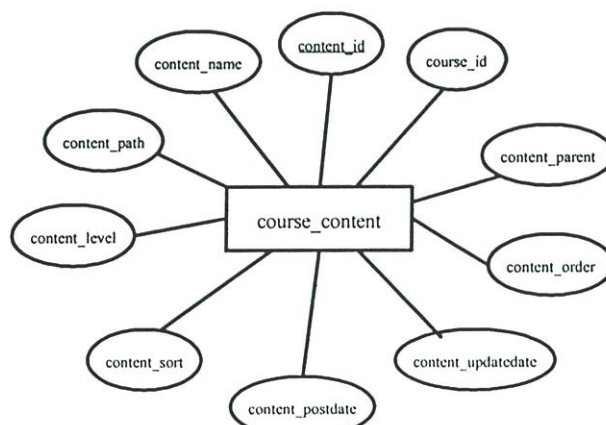 content_id
content_name
course_id
content_path
content_parent
course_content
content_level
content_order
content_sort
content_updatedate
content_postdate